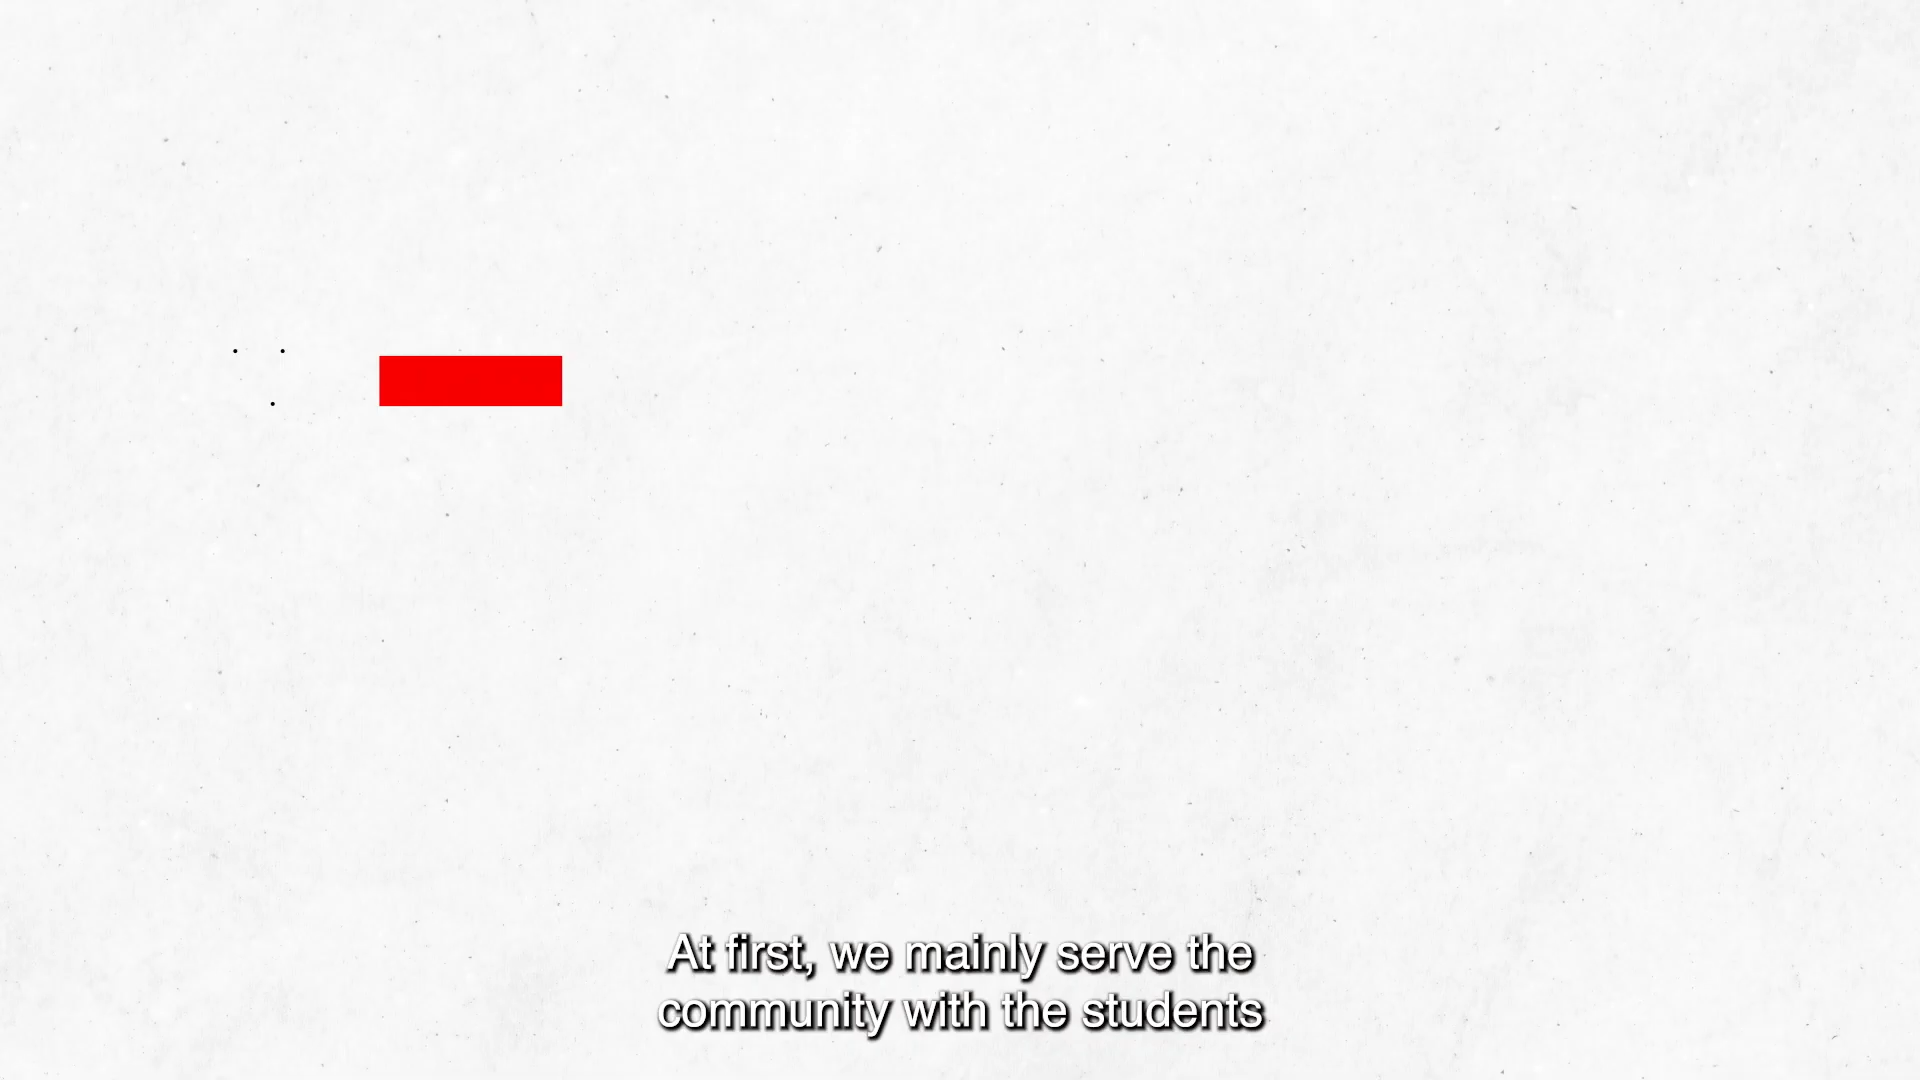 At first, we mainly serve the
community with the students